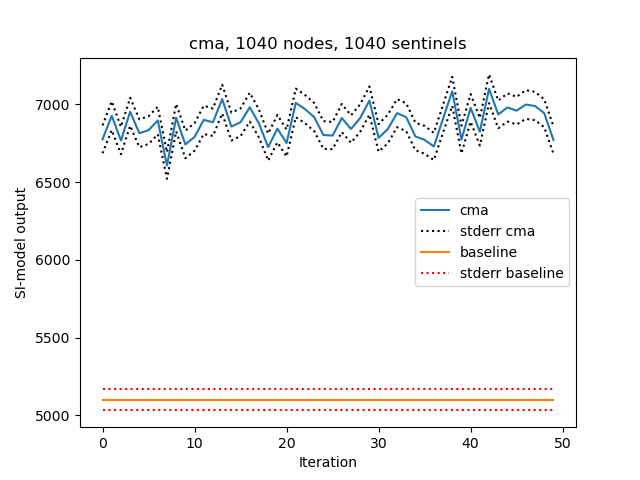 cma, 1040 nodes, 1040 sentinels
7000
6500
6000
5500
5000
SI-model output
cma
stderr cma
baseline
stderr baseline
0 10 20 30 40 50
Iteration